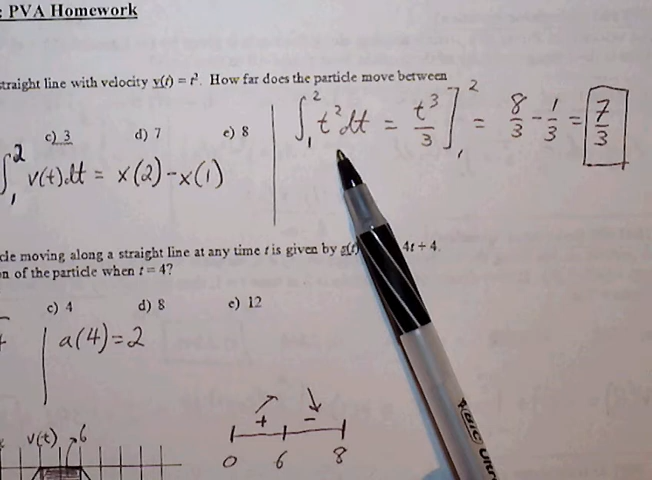 : PVA Homework
straight line with velocity v(t) = t². How far does the particle move between
c) 3 d) 7 e) 8
∫₁² t² dt = t³/3 ]₁² = 8/3 - 1/3 = 7/3
∫₁² v(t) dt = x(2) - x(1)
cle moving along a straight line at any time t is given by s(t) 4t + 4.
n of the particle when t = 4?
c) 4 d) 8 e) 12
a(4) = 2
+ -
v(t) 6
0 6 8
BIC